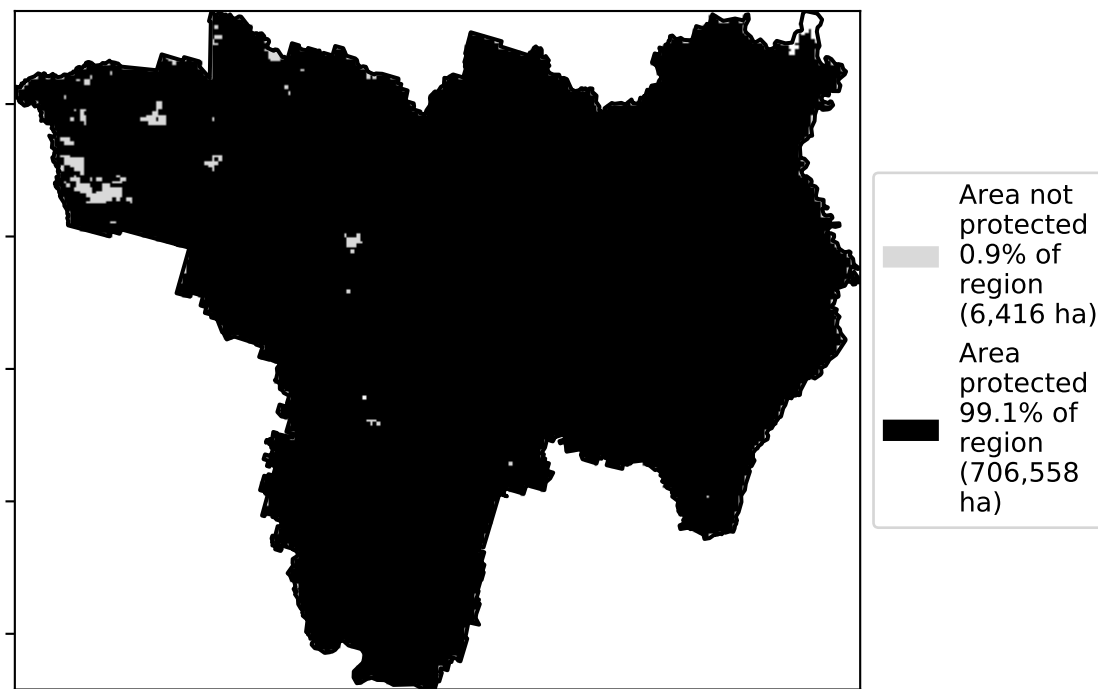 Area not
protected
0.9% of
region
(6,416 ha)
Area
protected
99.1% of
region
(706,558
ha)